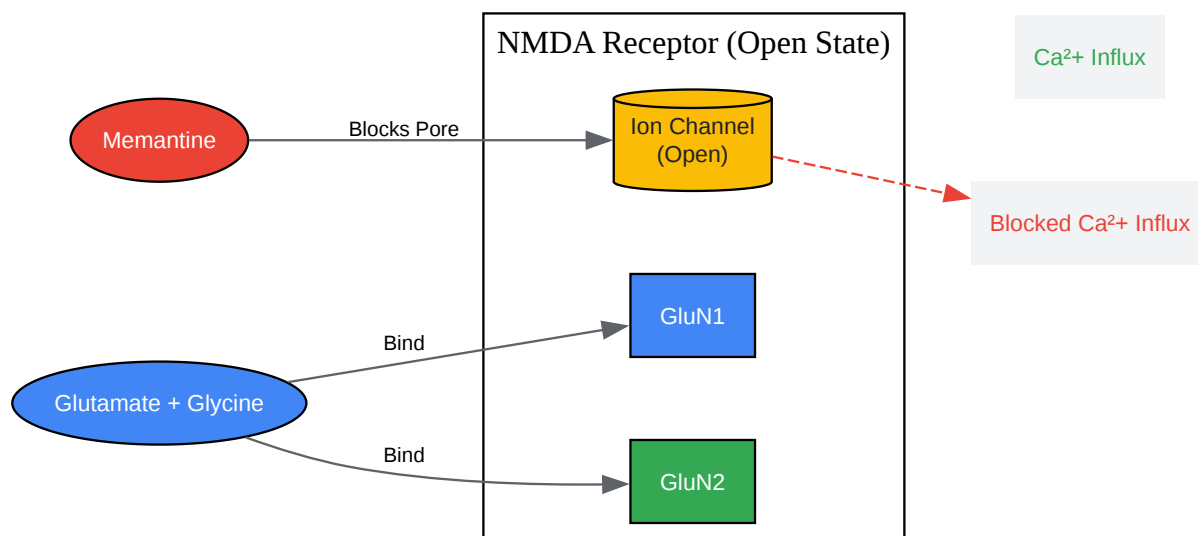 NMDA Receptor (Open State)
Ca²+ Influx
Memantine
Blocks Pore
Ion Channel
(Open)
Blocked Ca²+ Influx
GluN1
Bind
Glutamate + Glycine
Bind
GluN2